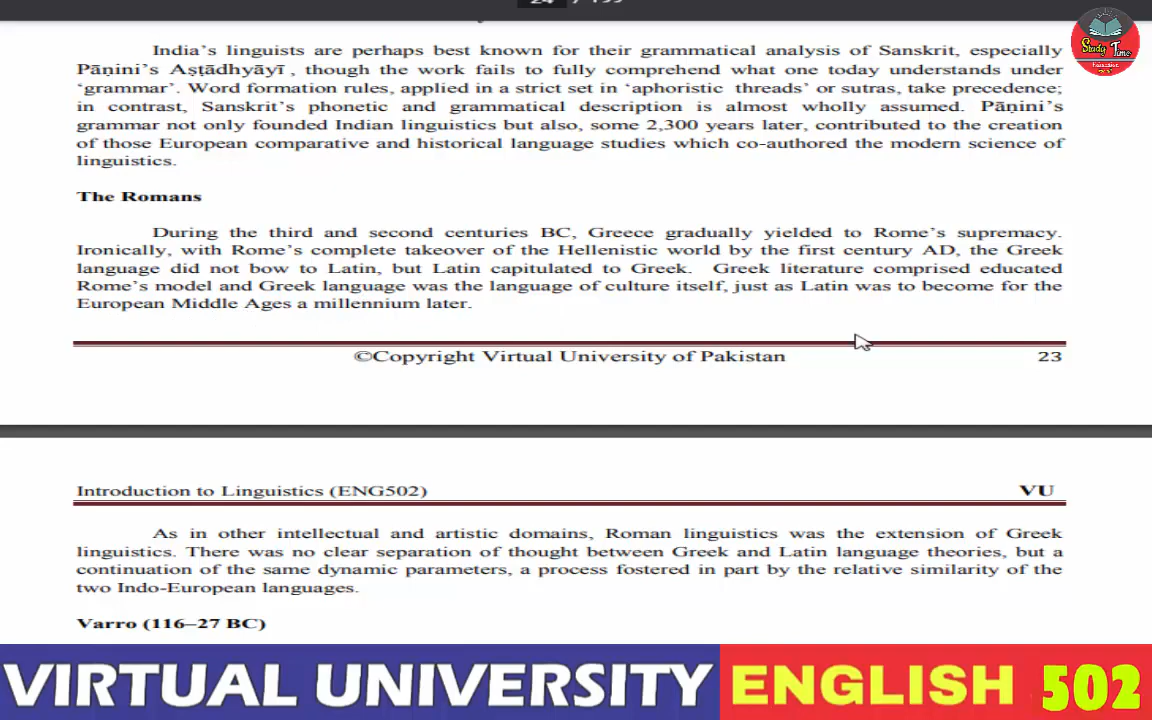 24 / 199
Study
Time
India's linguists are perhaps best known for their grammatical analysis of Sanskrit, especially
Pāṇini's Aṣṭādhyāyī, though the work fails to fully comprehend what one today understands under
'grammar'. Word formation rules, applied in a strict set in 'aphoristic threads' or sutras, take precedence;
in contrast, Sanskrit's phonetic and grammatical description is almost wholly assumed. Pāṇini's
grammar not only founded Indian linguistics but also, some 2,300 years later, contributed to the creation
of those European comparative and historical language studies which co-authored the modern science of
linguistics.
The Romans
During the third and second centuries BC, Greece gradually yielded to Rome's supremacy.
Ironically, with Rome's complete takeover of the Hellenistic world by the first century AD, the Greek
language did not bow to Latin, but Latin capitulated to Greek. Greek literature comprised educated
Rome's model and Greek language was the language of culture itself, just as Latin was to become for the
European Middle Ages a millennium later.
©Copyright Virtual University of Pakistan 23
Introduction to Linguistics (ENG502) VU
As in other intellectual and artistic domains, Roman linguistics was the extension of Greek
linguistics. There was no clear separation of thought between Greek and Latin language theories, but a
continuation of the same dynamic parameters, a process fostered in part by the relative similarity of the
two Indo-European languages.
Varro (116–27 BC)
VIRTUAL UNIVERSITY ENGLISH 502